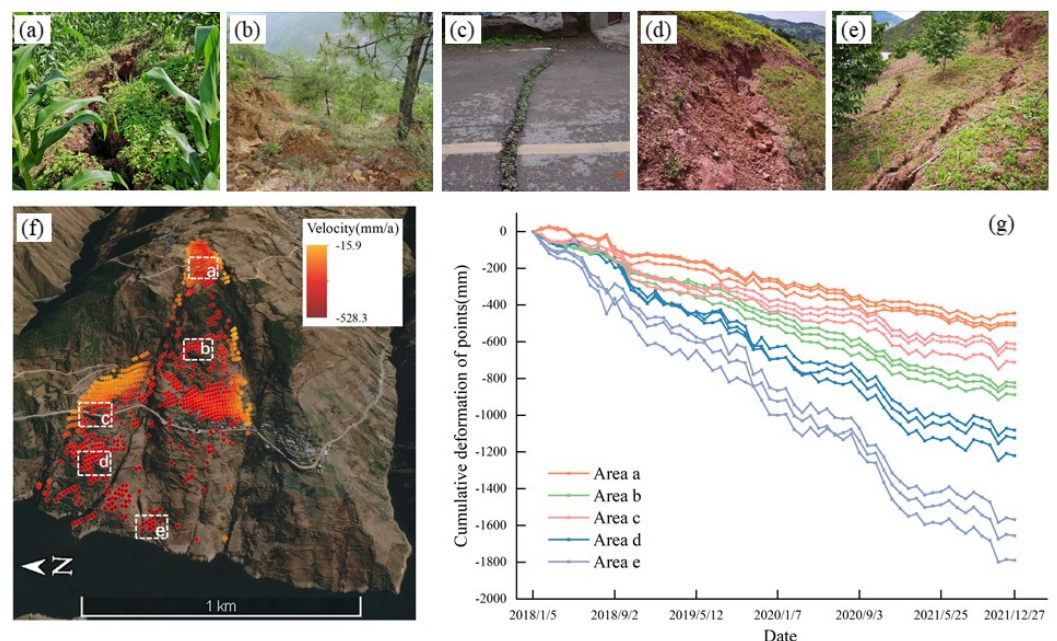 (a)
(b)
(c)
(d)
(e)
(f)
Velocity(mm/a)
-15.9
-528.3
a
b
c
d
e
N
1 km
(g)
Cumulative deformation of points(mm)
0
-200
-400
-600
-800
-1000
-1200
-1400
-1600
-1800
-2000
Area a
Area b
Area c
Area d
Area e
2018/1/5 2018/9/2 2019/5/12 2020/1/7 2020/9/3 2021/5/25 2021/12/27
Date